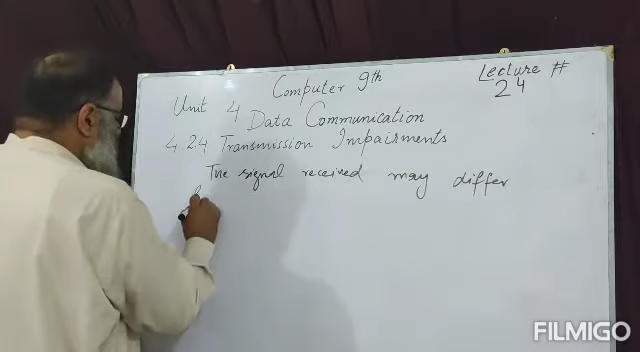 Computer 9th
Lecture #
24
Unit 4
Data Communication
4.2.4 Transmission Impairments
The signal received may differ
FILMIGO